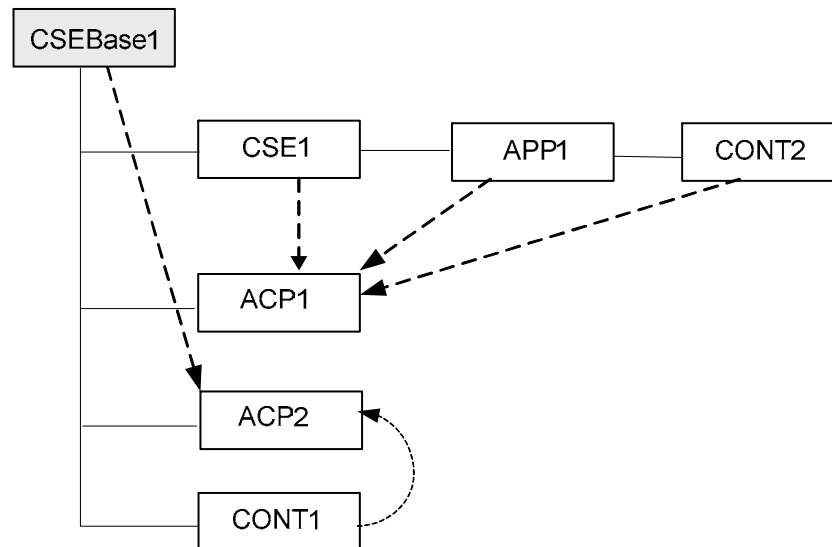 CSEBase1
CSE1
APP1
CONT2
ACP1
ACP2
CONT1